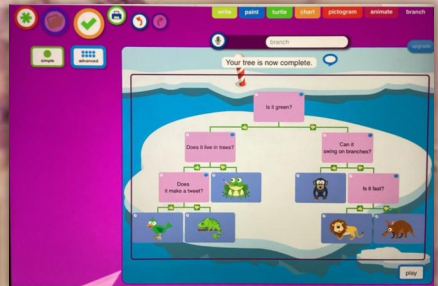 write paint turtle chart pictogram animate branch
branch
upgrade
simple advanced
Your tree is now complete.
Is it green?
Does it live in trees?
Can it
swing on branches?
Does
it make a tweet?
Is it fast?
play